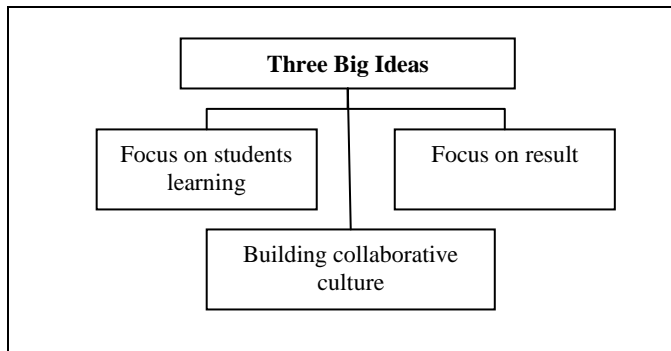 Three Big Ideas
Focus on students
learning
Focus on result
Building collaborative
culture